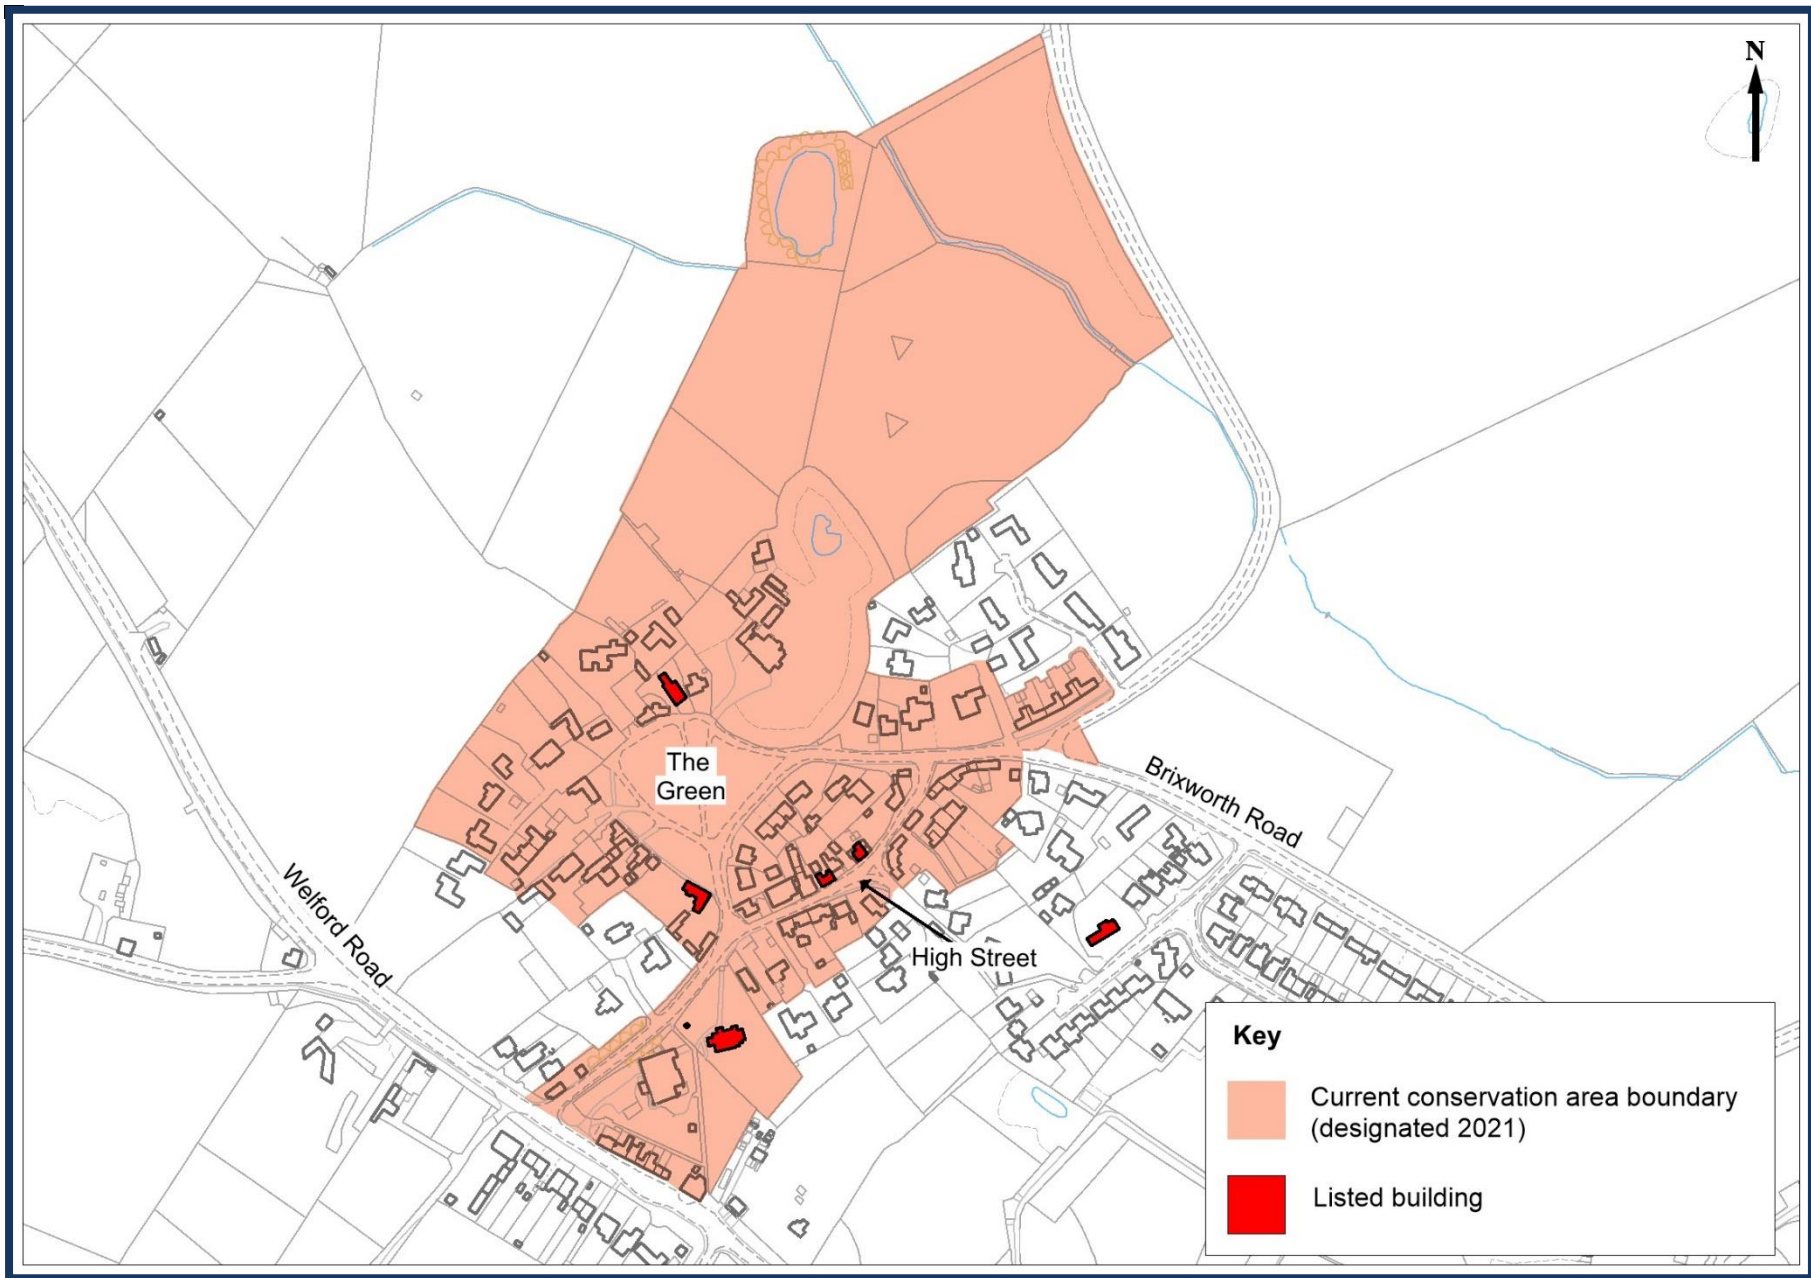 N
The
Green
Brixworth Road
Welford Road
High Street
Key
Current conservation area boundary
(designated 2021)
Listed building